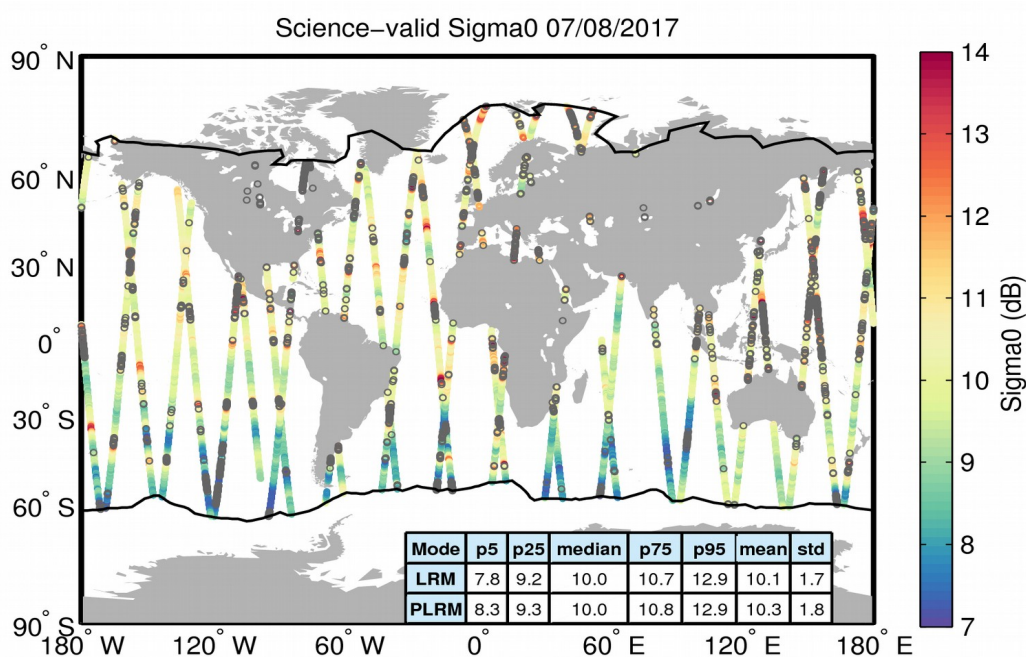 Science−valid Sigma0 07/08/2017
90° N
60° N
30° N
0°
30° S
60° S
90° S
180° W
120° W
60° W
0°
60° E
120° E
180° E
14
13
12
11
10
9
8
7
Sigma0 (dB)
Mode p5 p25 median p75 p95 mean std
LRM 7.8 9.2 10.0 10.7 12.9 10.1 1.7
PLRM 8.3 9.3 10.0 10.8 12.9 10.3 1.8